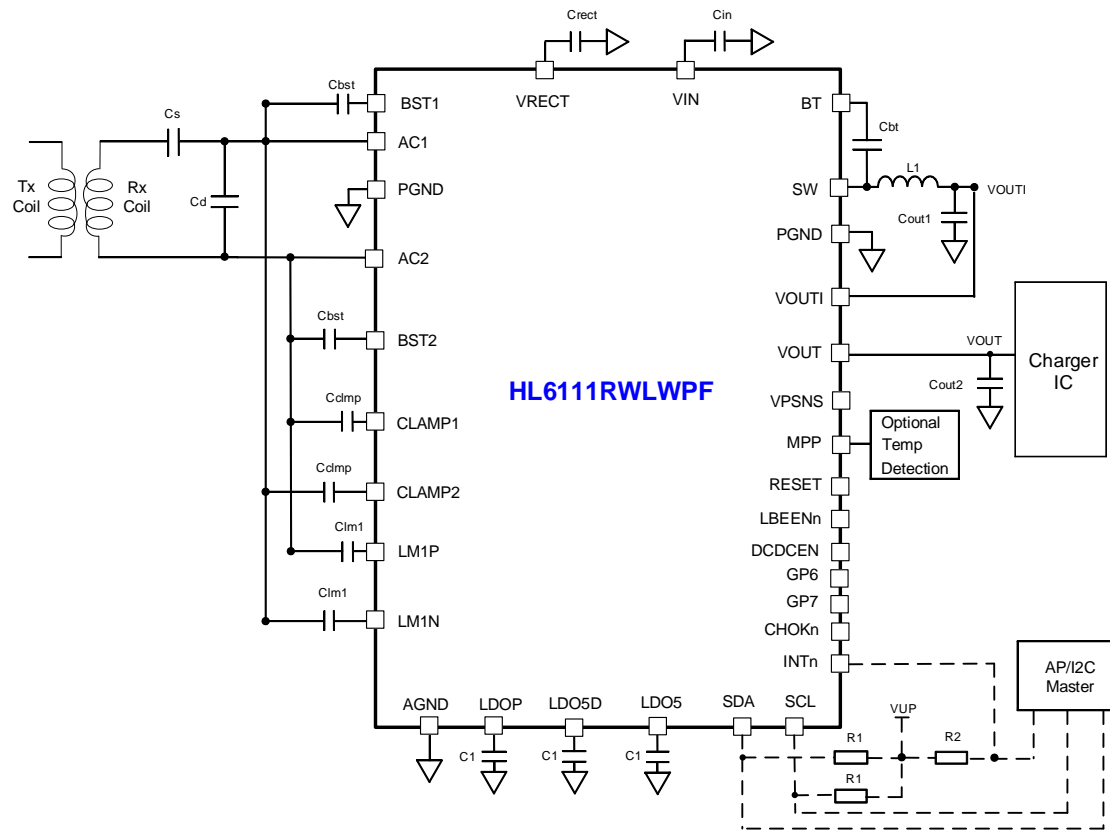 Crect
Cin
VRECT
VIN
Cbst
BST1
Cs
AC1
Tx
Coil
Rx
Coil
Cd
PGND
AC2
Cbst
BST2
Cclmp
CLAMP1
Cclmp
CLAMP2
Clm1
LM1P
Clm1
LM1N
HL6111RWLWPF
BT
Cbt
L1
SW
VOUTI
Cout1
PGND
VOUTI
VOUT
VOUT
Cout2
Charger
IC
VPSNS
MPP
Optional
Temp
Detection
RESET
LBEENn
DCDCEN
GP6
GP7
CHOKn
INTn
AP/I2C
Master
AGND
LDOP
LDO5D
LDO5
SDA
SCL
C1
C1
C1
VUP
R1
R2
R1